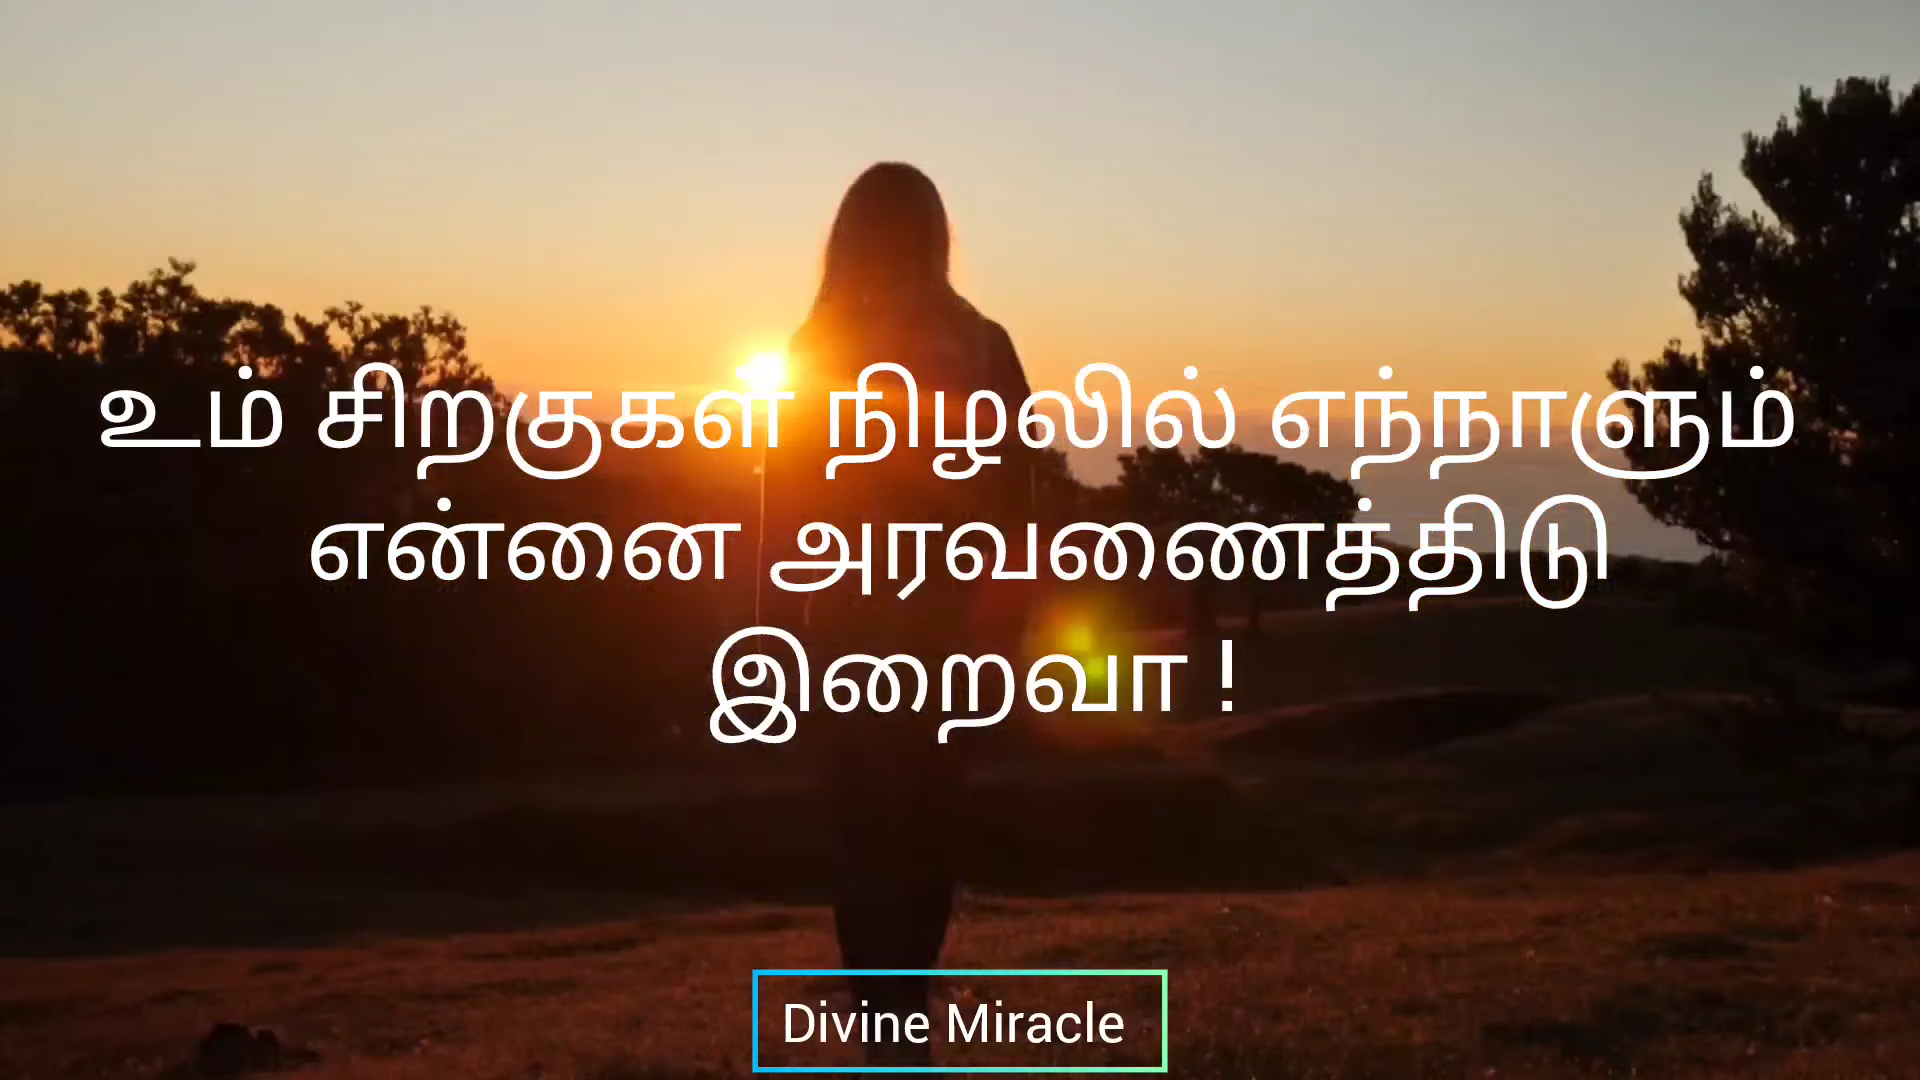 உம் சிறகுகள் நிழலில் எந்நாளும்
என்னை அரவணைத்திடு
இறைவா !
Divine Miracle